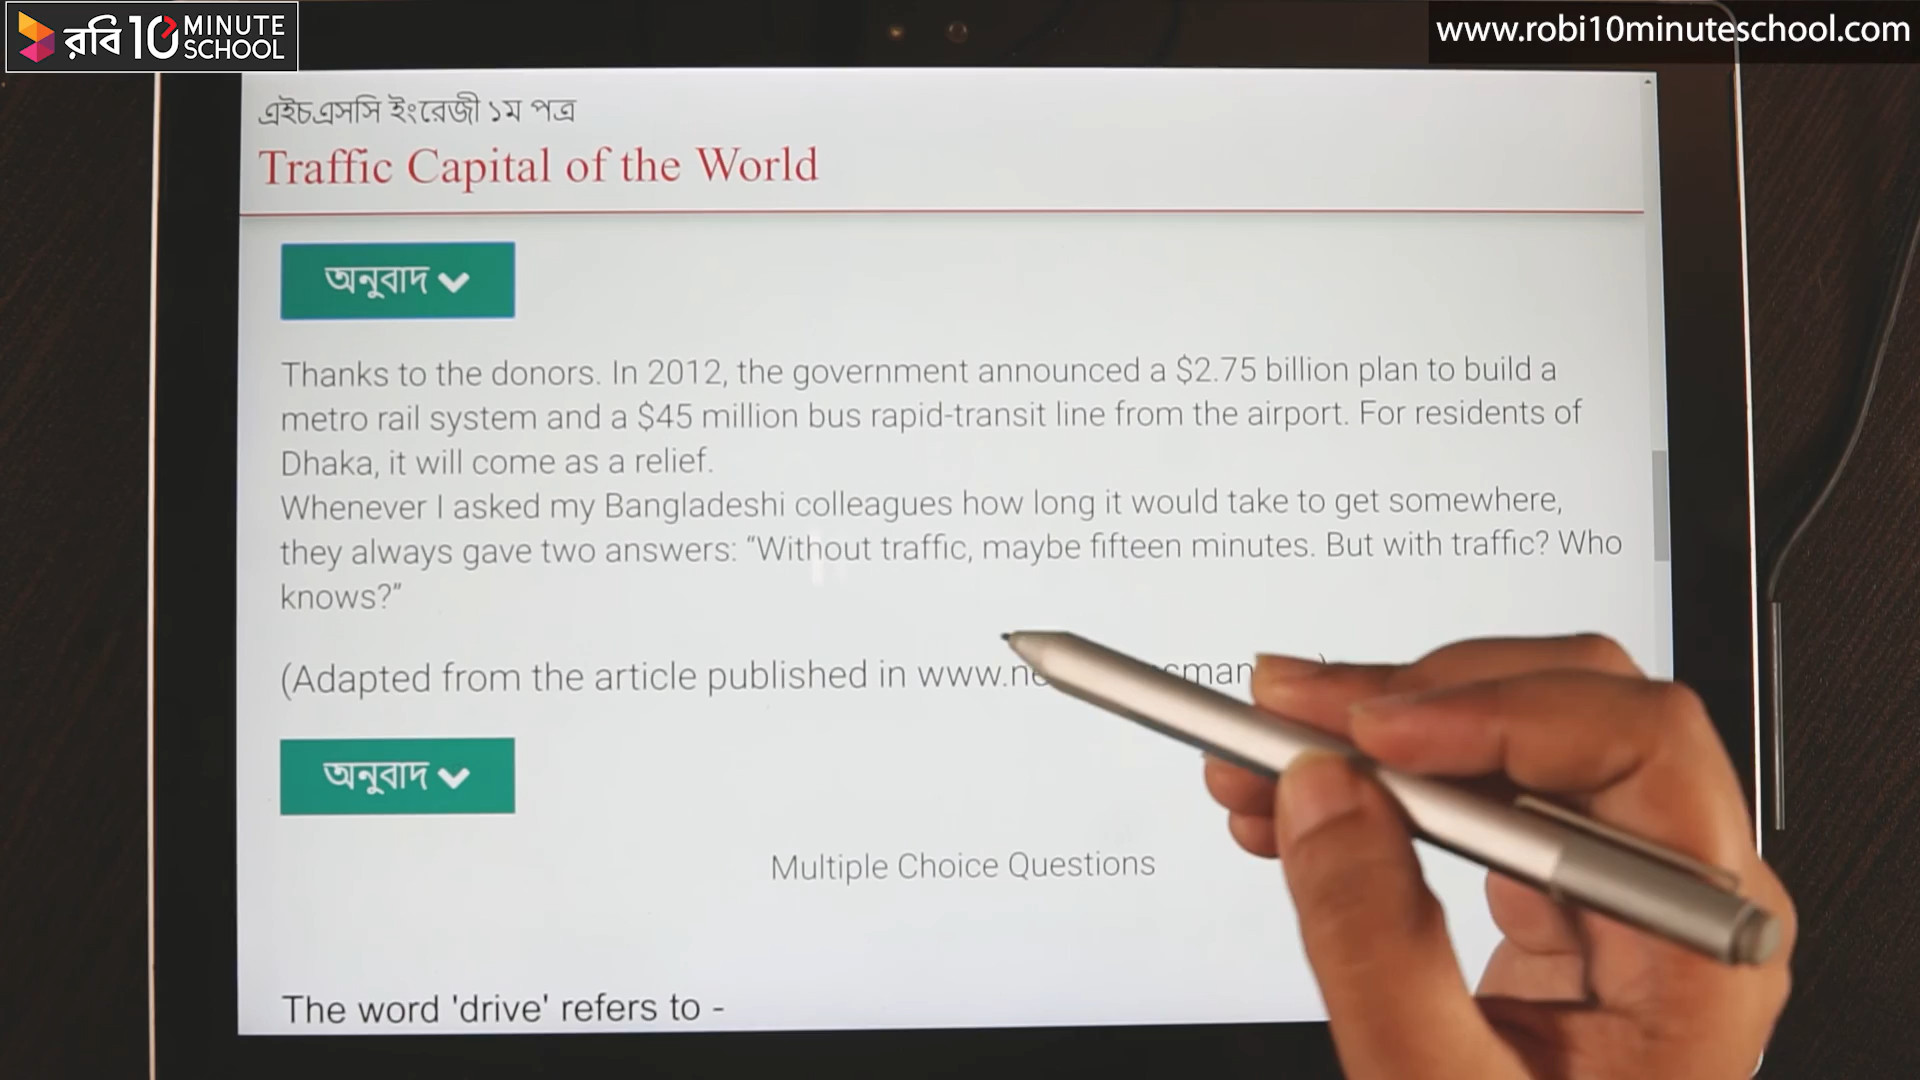 রবি 10 MINUTE SCHOOL
www.robi10minuteschool.com
এইচএসসি ইংরেজী ১ম পত্র
Traffic Capital of the World
অনুবাদ
Thanks to the donors. In 2012, the government announced a $2.75 billion plan to build a
metro rail system and a $45 million bus rapid-transit line from the airport. For residents of
Dhaka, it will come as a relief.
Whenever I asked my Bangladeshi colleagues how long it would take to get somewhere,
they always gave two answers: “Without traffic, maybe fifteen minutes. But with traffic? Who
knows?”
(Adapted from the article published in
অনুবাদ
Multiple Choice Questions
The word 'drive' refers to -